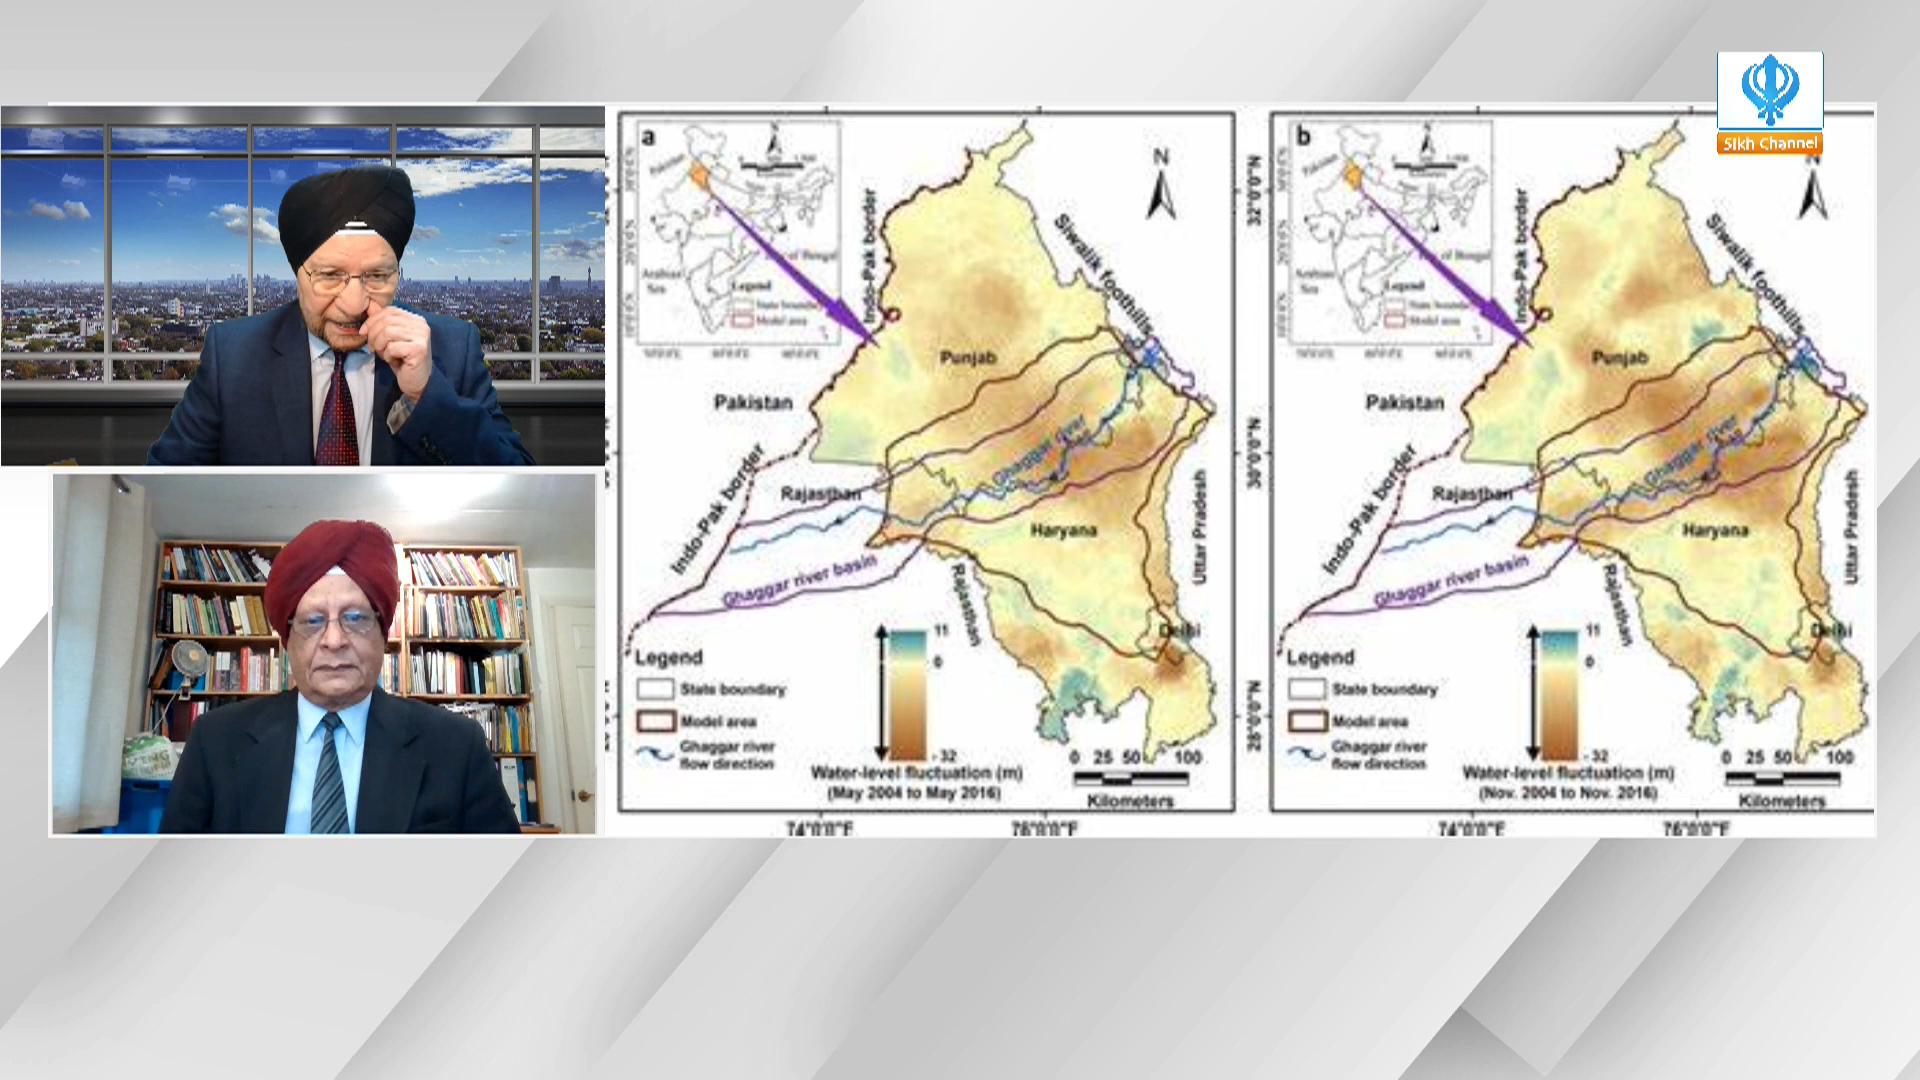 Sikh Channel
a
N
Indo-Pak border
Siwalik foothills
Legend
Punjab
Pakistan
Ghaggar river
Indo-Pak border
Rajasthan
Haryana
Uttar Pradesh
Ghaggar river basin
Rajasthan
Delhi
Legend
State boundary
Model area
Ghaggar river
flow direction
11
0
- 32
Water-level fluctuation (m)
(May 2004 to May 2016)
0 25 50 100
Kilometers
74°0'0"E
76°0'0"E
32°0'0"N
30°0'0"N
28°0'0"N
b
N
Indo-Pak border
Siwalik foothills
Legend
Punjab
Pakistan
Ghaggar river
Indo-Pak border
Rajasthan
Haryana
Uttar Pradesh
Ghaggar river basin
Rajasthan
Delhi
Legend
State boundary
Model area
Ghaggar river
flow direction
11
0
- 32
Water-level fluctuation (m)
(Nov. 2004 to Nov. 2016)
0 25 50 100
Kilometers
74°0'0"E
76°0'0"E